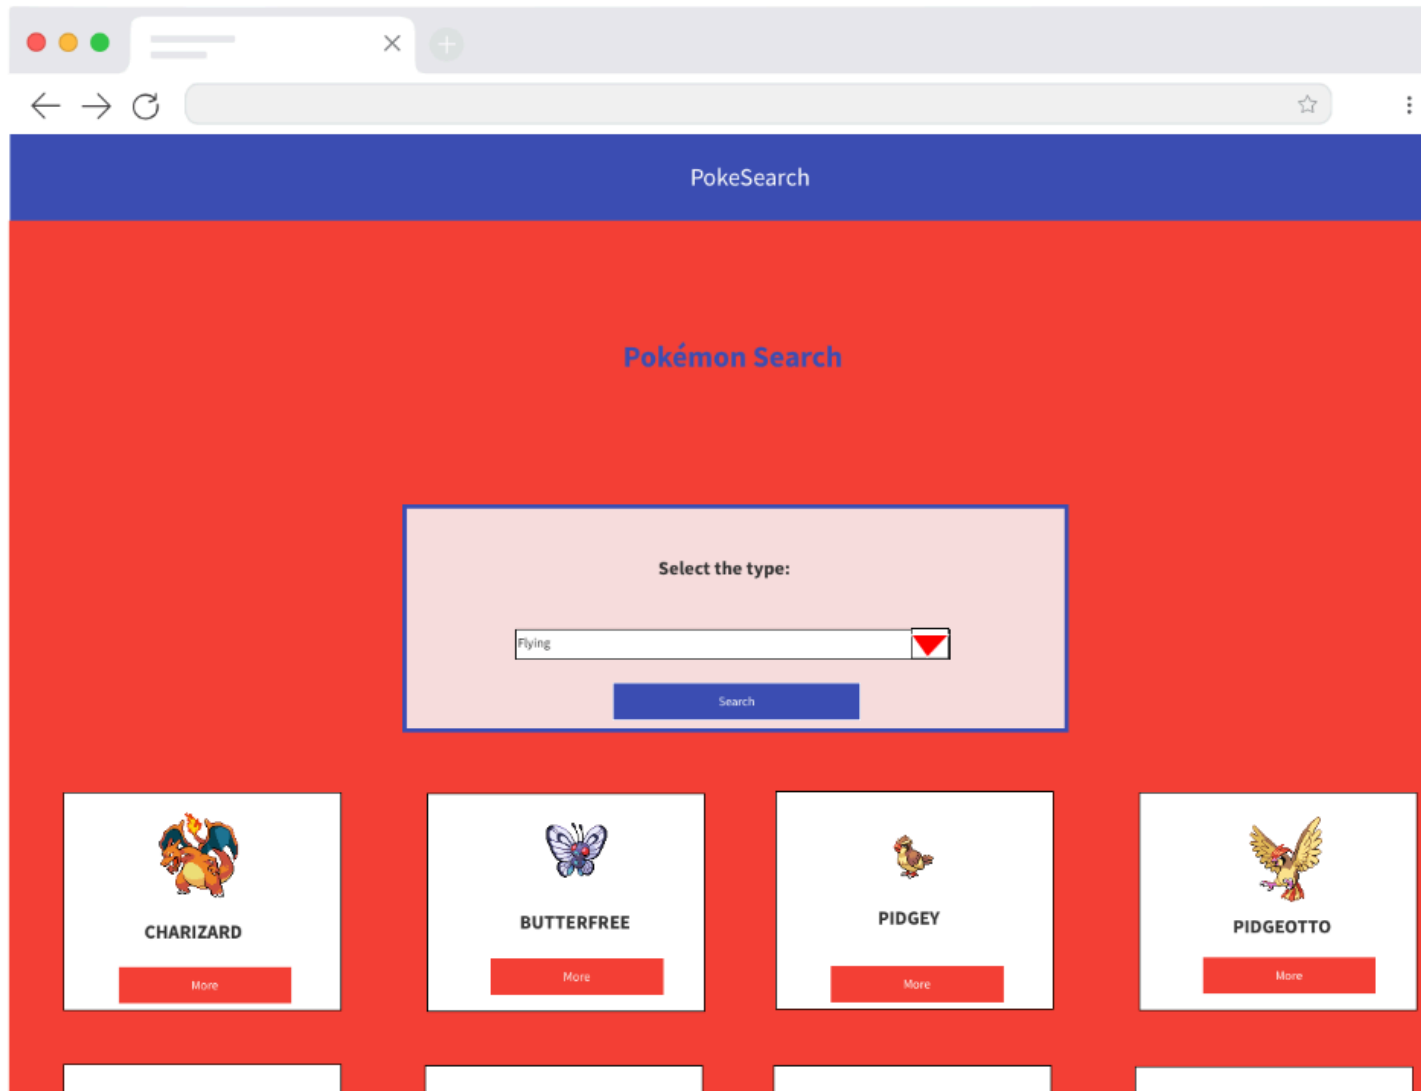 PokeSearch
Pokémon Search
Select the type:
Flying
Search
CHARIZARD
BUTTERFREE
PIDGEY
PIDGEOTTO
More
More
More
More